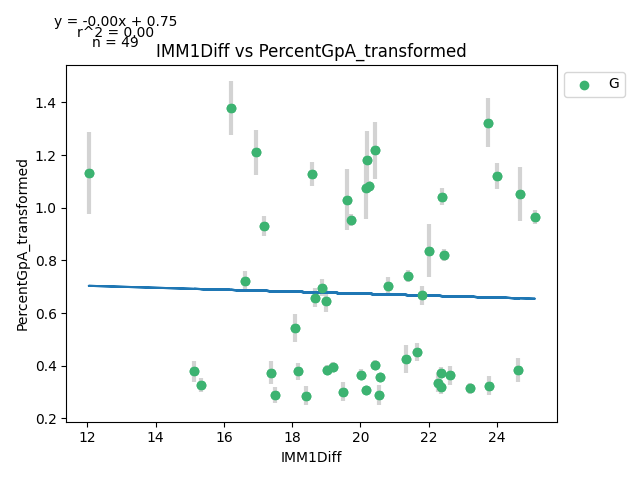 y = -0.00x + 0.75
r^2 = 0.00
n = 49
IMM1Diff vs PercentGpA_transformed
G
1.4
1.2
1.0
0.8
0.6
0.4
0.2
PercentGpA_transformed
12 14 16 18 20 22 24
IMM1Diff